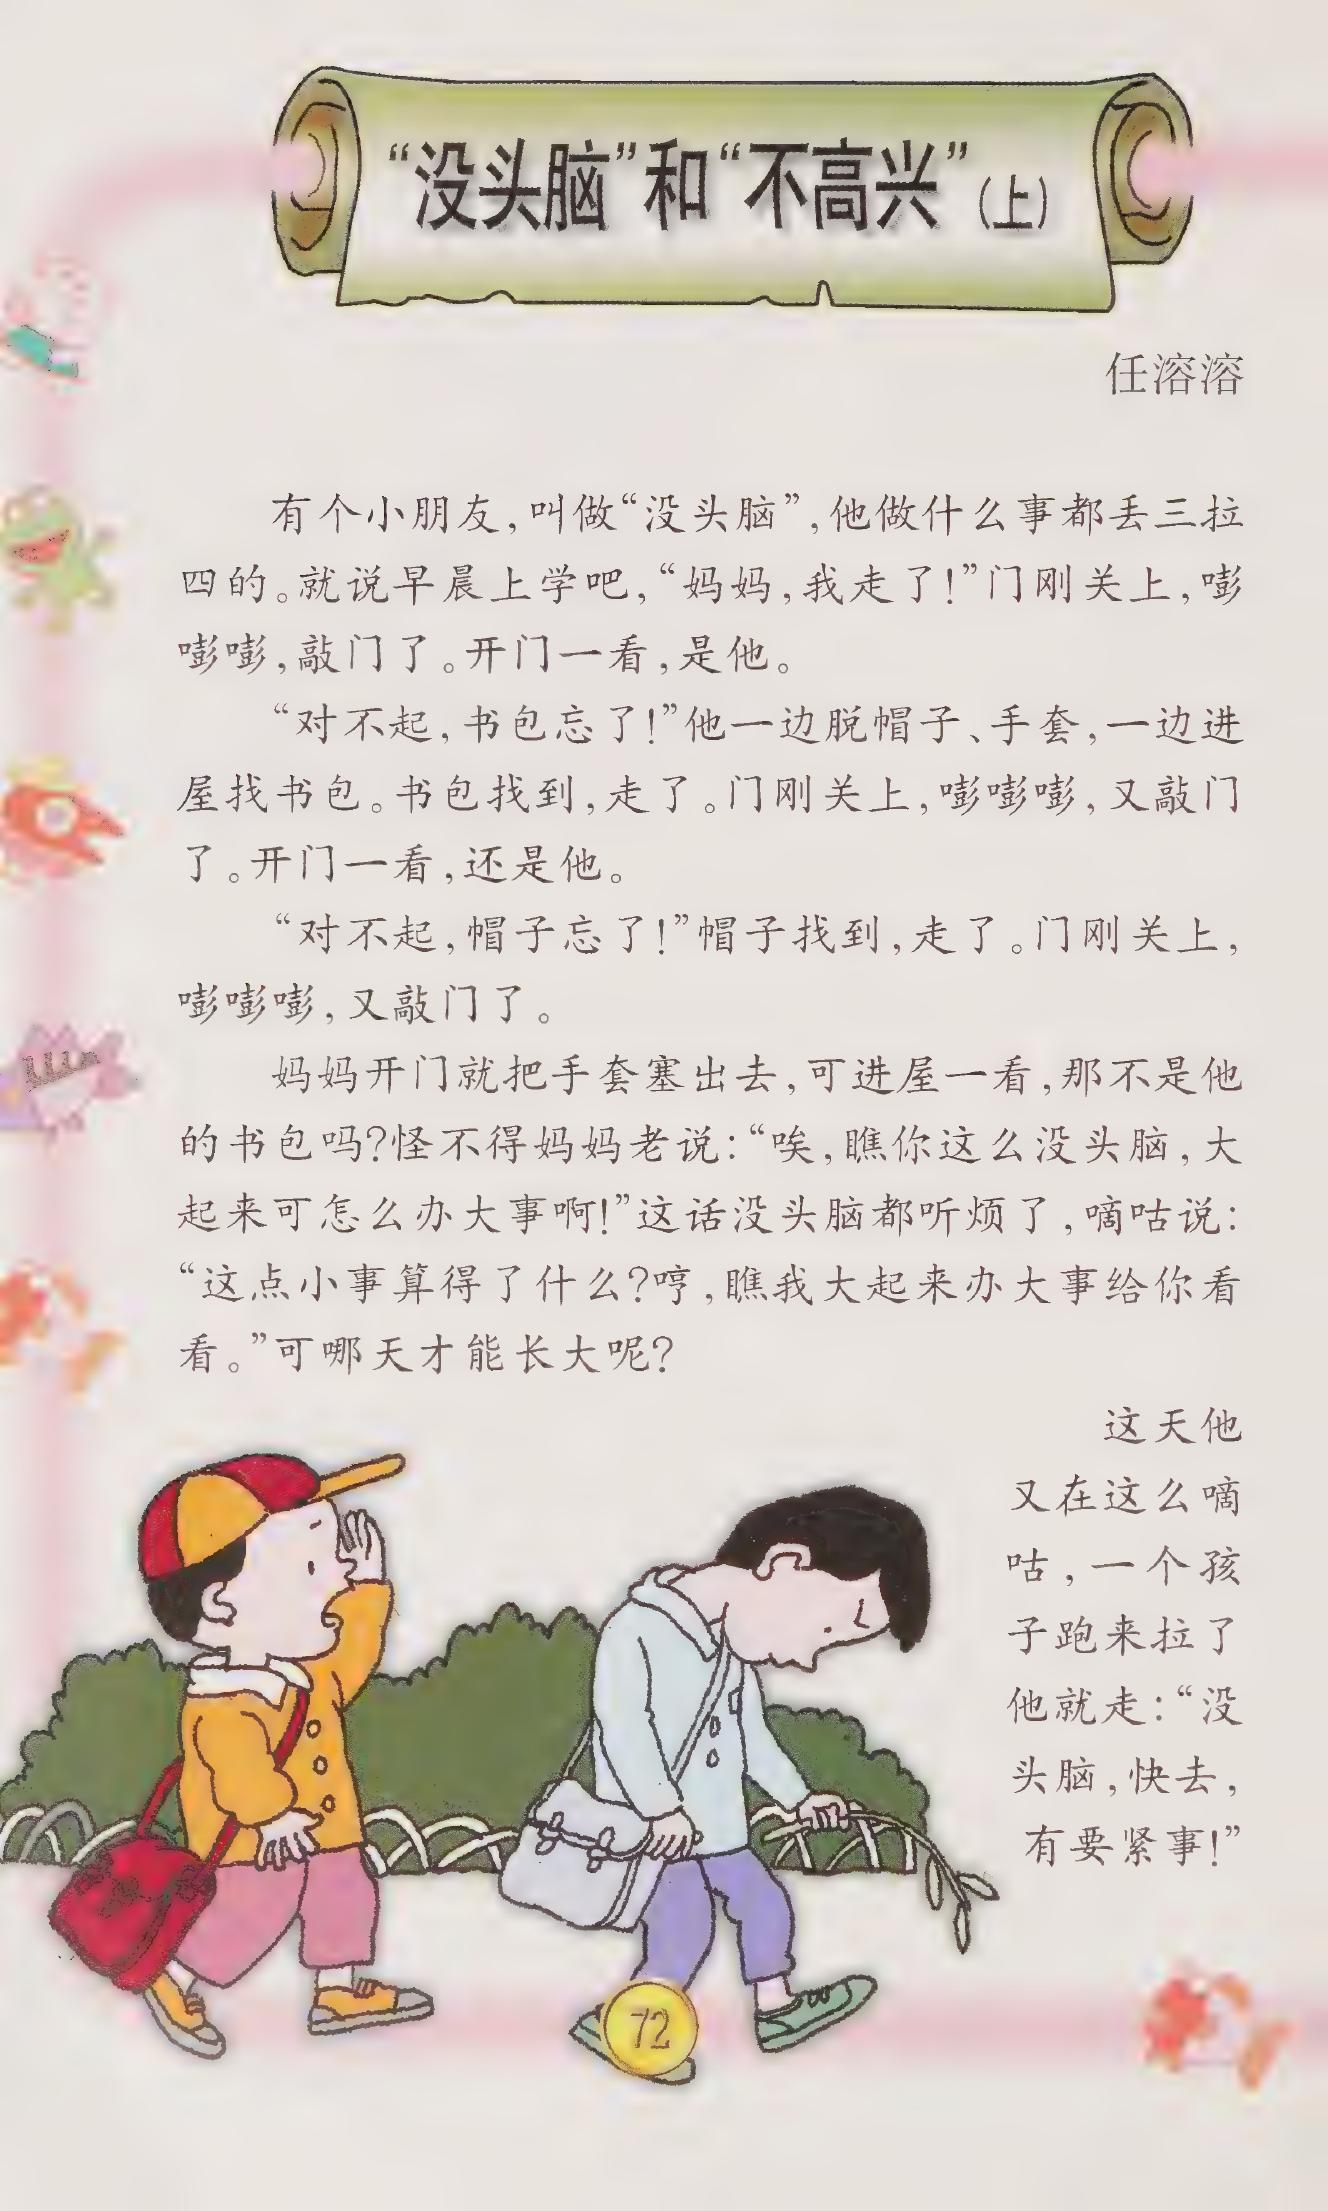 “没头脑”和“不高兴”(上)
任溶溶
有个小朋友,叫做“没头脑”,他做什么事都丢三拉
四的。就说早晨上学吧,“妈妈,我走了!”门刚关上,嘭
嘭嘭,敲门了。开门一看,是他。
“对不起,书包忘了!”他一边脱帽子、手套,一边进
屋找书包。书包找到,走了。门刚关上,嘭嘭嘭,又敲门
了。开门一看,还是他。
“对不起,帽子忘了!”帽子找到,走了。门刚关上,
嘭嘭嘭,又敲门了。
妈妈开门就把手套塞出去,可进屋一看,那不是他
的书包吗?怪不得妈妈老说:“唉,瞧你这么没头脑,大
起来可怎么办大事啊!”这话没头脑都听烦了,嘀咕说:
“这点小事算得了什么?哼,瞧我大起来办大事给你看
看。”可哪天才能长大呢?
这天他
又在这么嘀
咕,一个孩
子跑来拉了
他就走:“没
头脑,快去,
有要紧事!”
72